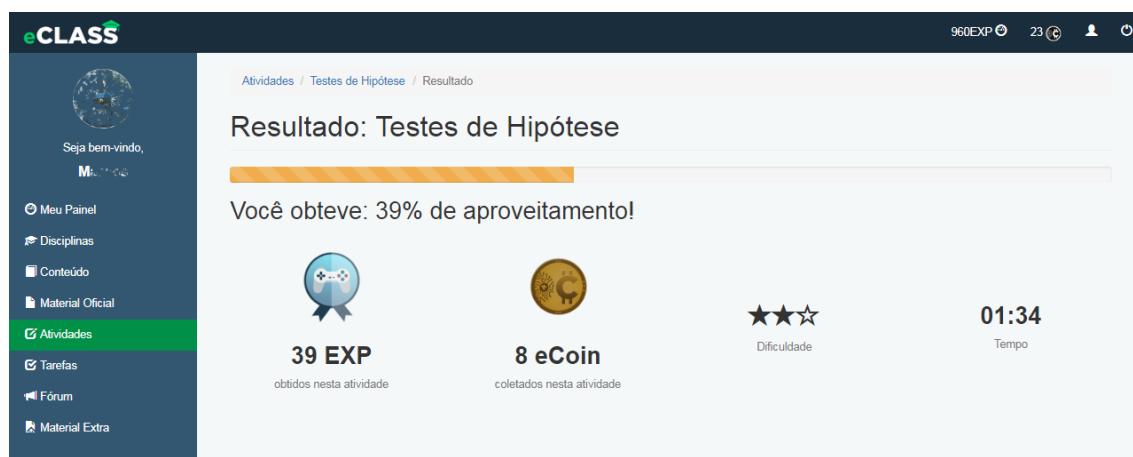 eCLASS
960EXP 23
Atividades / Testes de Hipótese / Resultado
Resultado: Testes de Hipótese
Seja bem-vindo,
Você obteve: 39% de aproveitamento!
Meu Painel
Disciplinas
Conteúdo
Material Oficial
Atividades
Tarefas
Fórum
Material Extra
39 EXP
obtidos nesta atividade
8 eCoin
coletados nesta atividade
Dificuldade
01:34
Tempo